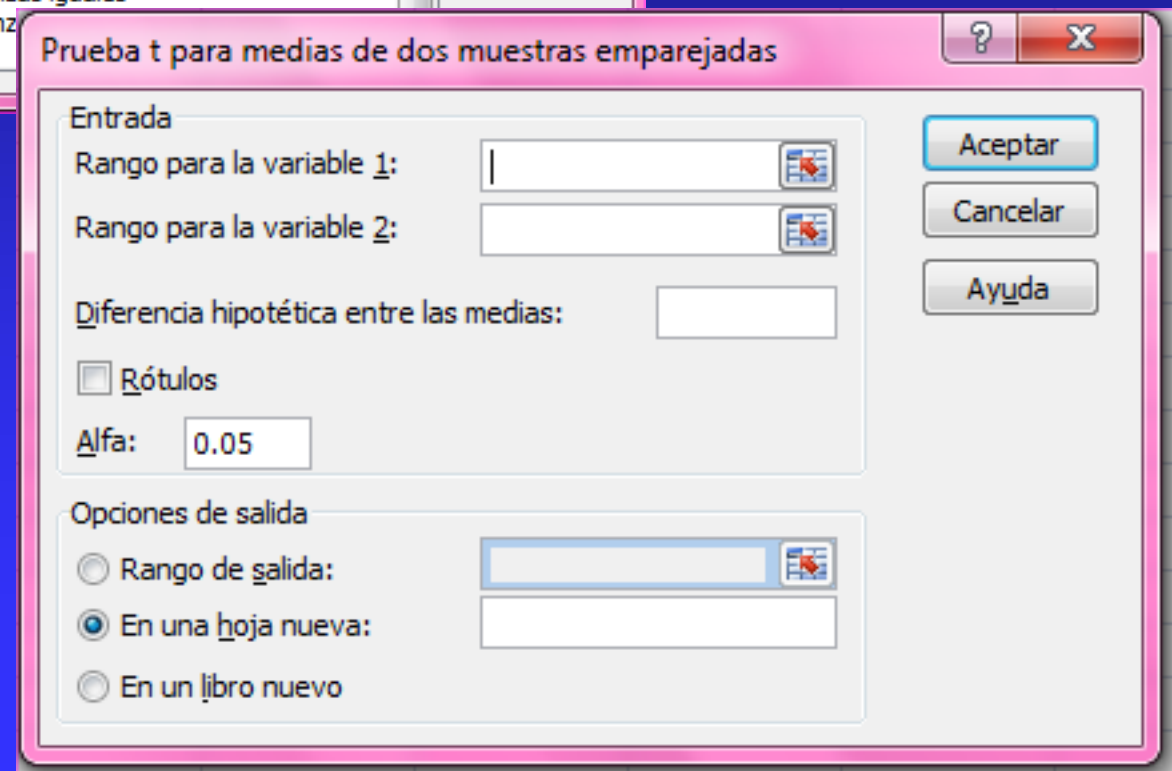 Prueba t para medias de dos muestras emparejadas
?
X
Entrada
Rango para la variable 1:
Rango para la variable 2:
Diferencia hipotética entre las medias:
Rótulos
Alfa: 0.05
Aceptar
Cancelar
Ayuda
Opciones de salida
Rango de salida:
En una hoja nueva:
En un libro nuevo